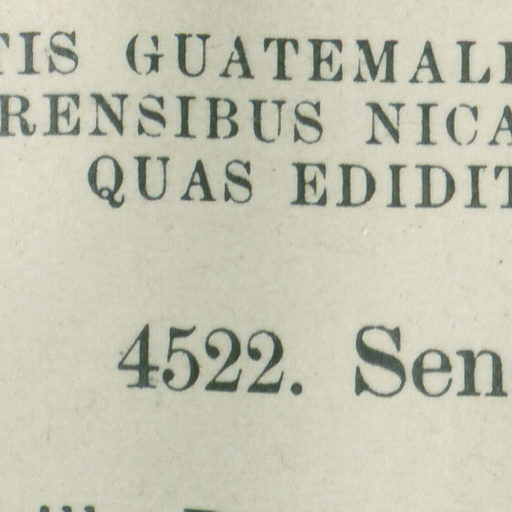 TIS GUATEMAL
RENSIBUS NICA
QUAS EDIDIT
4522. Sen